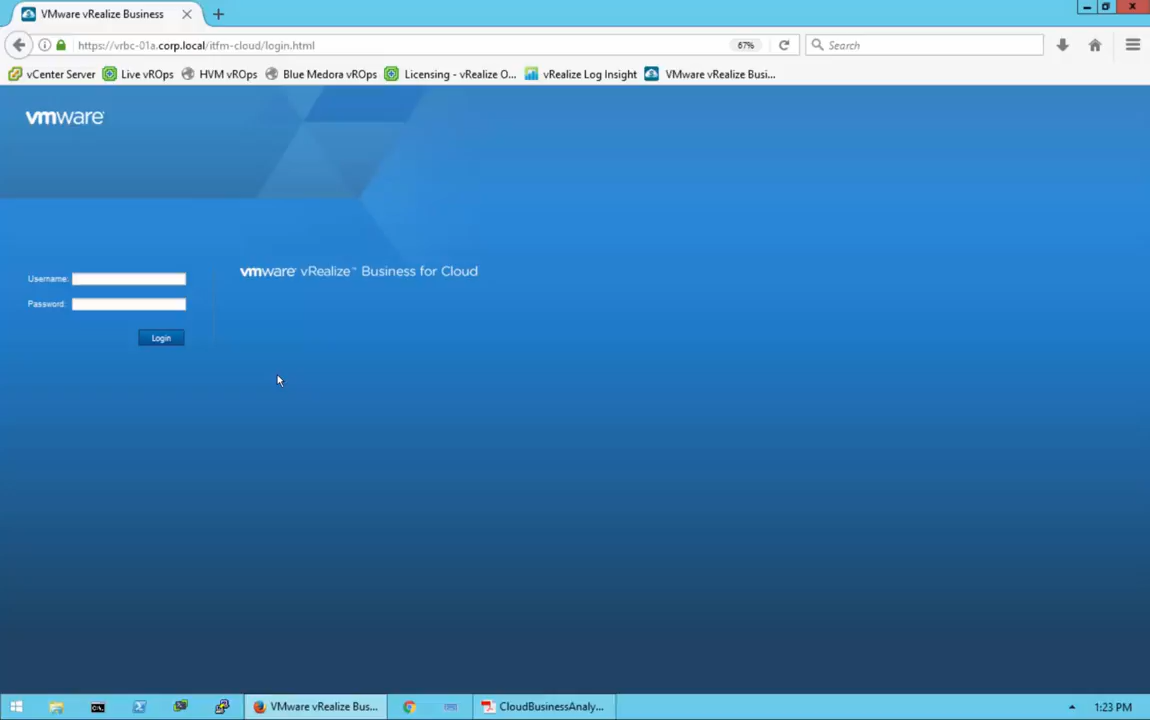 VMware vRealize Business
https://vrbc-01a.corp.local/itfm-cloud/login.html
67%
Search
vCenter Server
Live vROps
HVM vROps
Blue Medora vROps
Licensing - vRealize O...
vRealize Log Insight
VMware vRealize Busi...
vmware
Username:
Password:
Login
vmware vRealize™ Business for Cloud
VMware vRealize Bus...
CloudBusinessAnaly...
1:23 PM